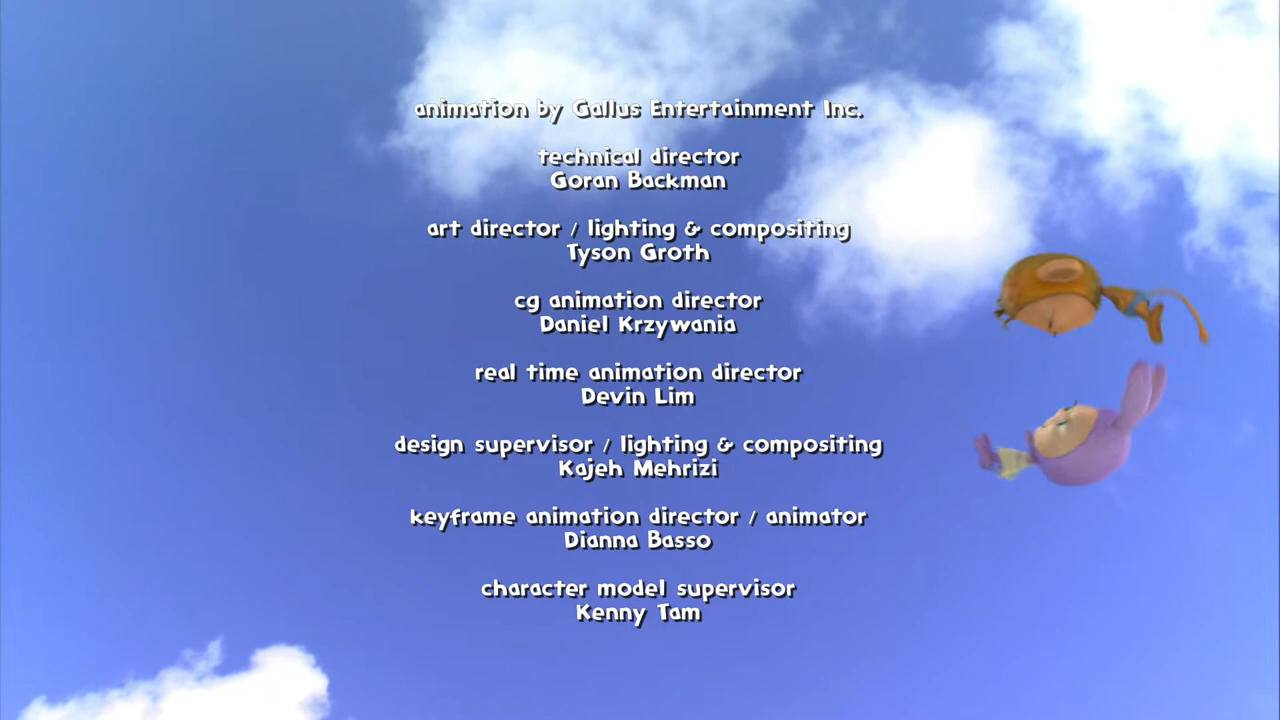 animation by Gallus Entertainment Inc.
technical director
Goran Backman
art director / lighting & compositing
Tyson Groth
cg animation director
Daniel Krzywania
real time animation director
Devin Lim
design supervisor / lighting & compositing
Kajeh Mehrizi
keyframe animation director / animator
Dianna Basso
character model supervisor
Kenny Tam